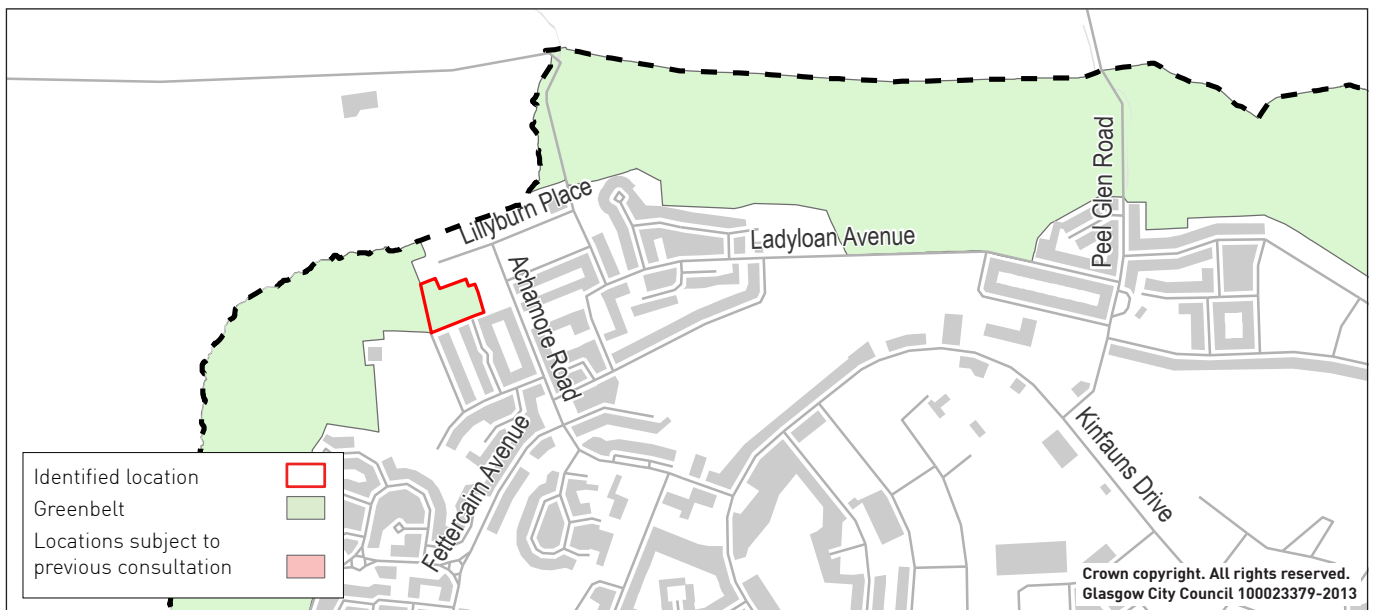 Lillyburn Place
Ladyloan Avenue
Peel Glen Road
Achamore Road
Fettercairn Avenue
Kinfauns Drive
Identified location
Greenbelt
Locations subject to
previous consultation
Crown copyright. All rights reserved.
Glasgow City Council 100023379-2013